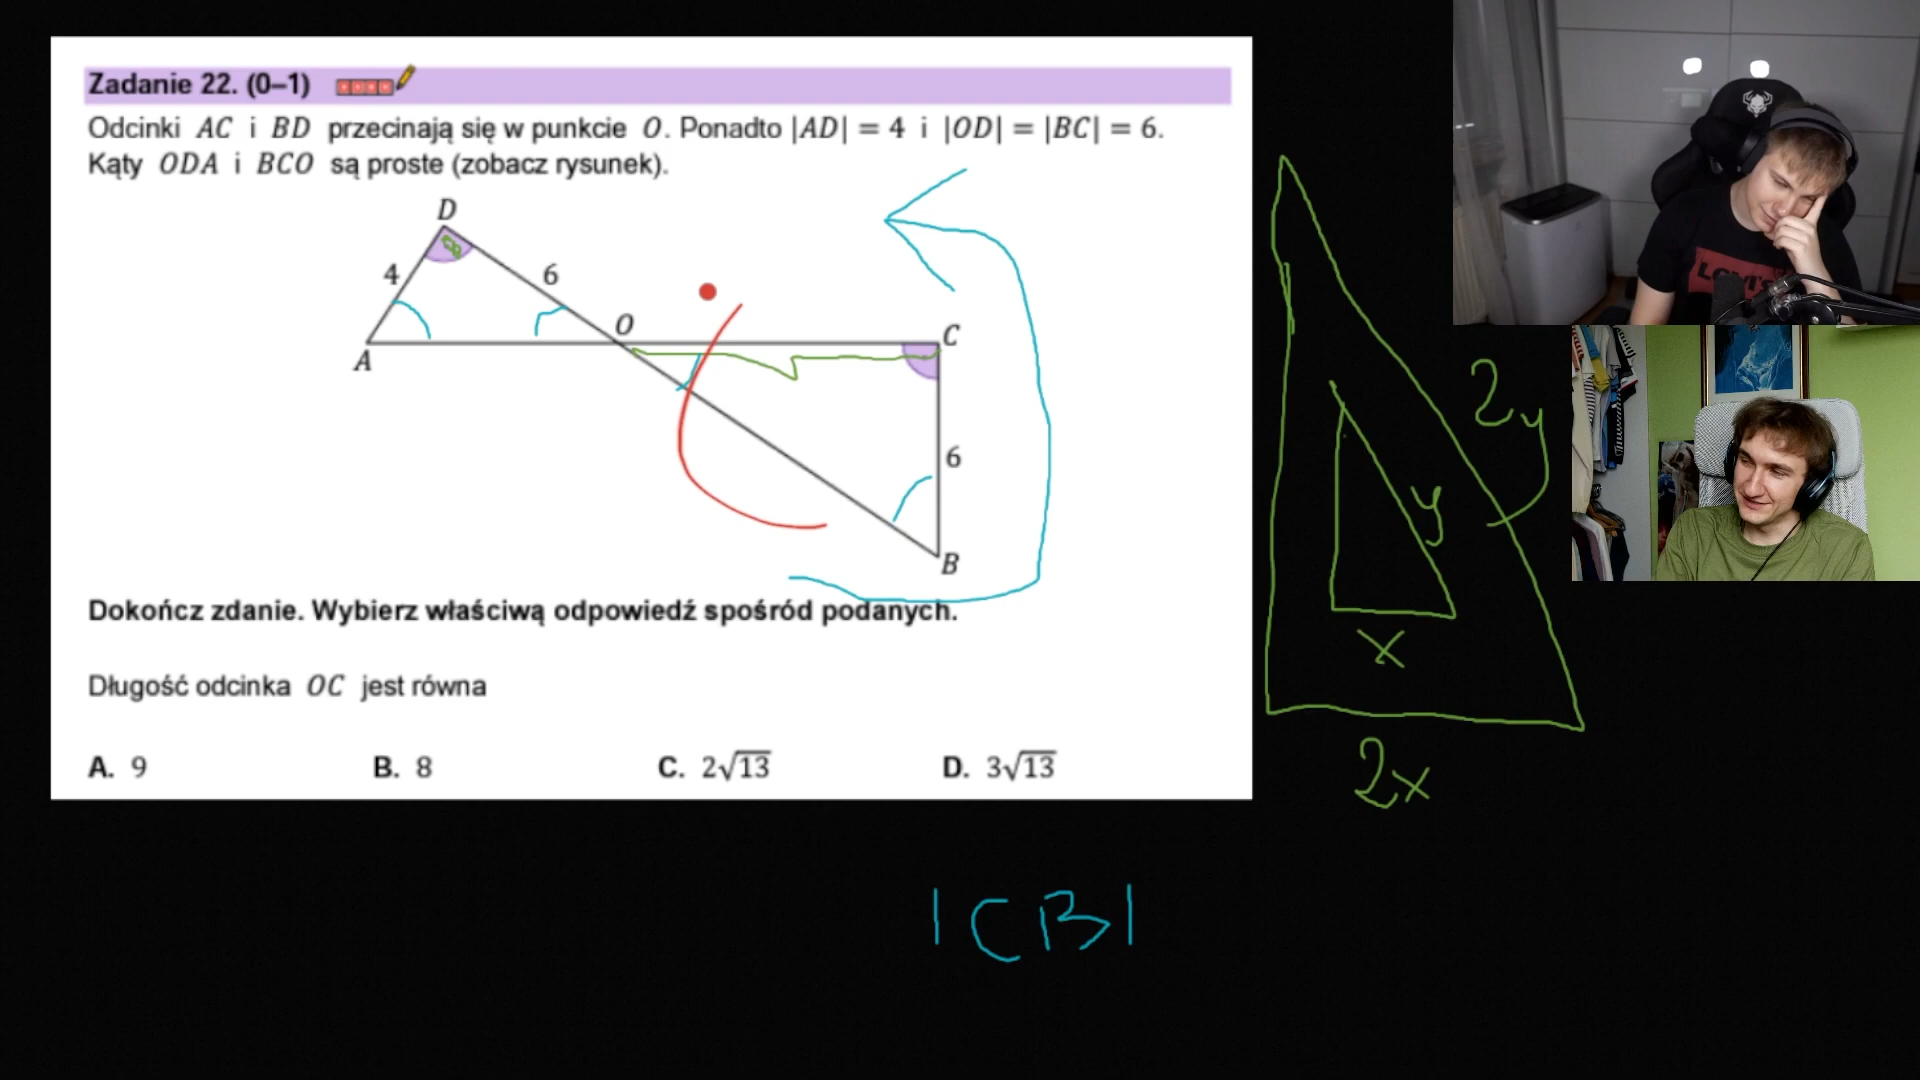 Zadanie 22. (0–1)
Odcinki AC i BD przecinają się w punkcie O. Ponadto |AD| = 4 i |OD| = |BC| = 6.
Kąty ODA i BCO są proste (zobacz rysunek).
D
4
6
O
C
A
6
B
Dokończ zdanie. Wybierz właściwą odpowiedź spośród podanych.
Długość odcinka OC jest równa
A. 9 B. 8 C. 2√13 D. 3√13
2y
y
x
2x
|CB|